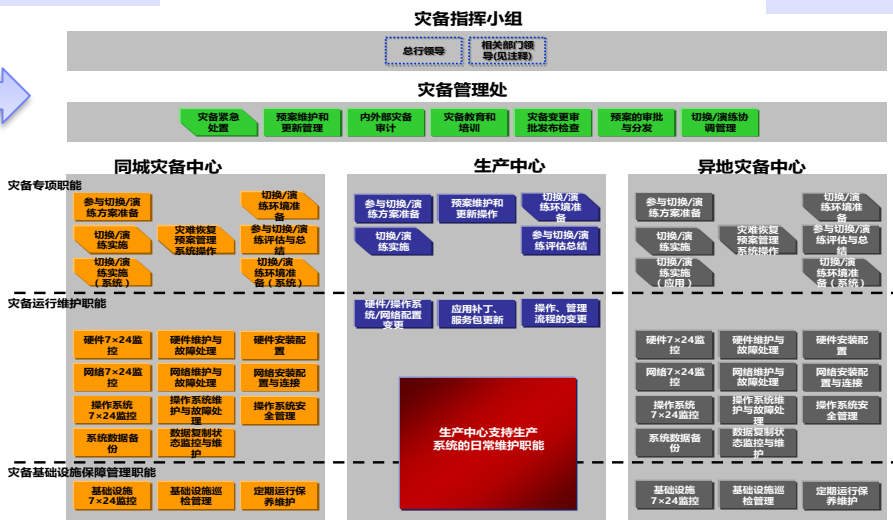 灾备指挥小组
总行领导
相关部门领
导(见注释)
灾备管理处
灾备紧急
处置
预案维护和
更新管理
内外部灾备
审计
灾备教育和
培训
灾备变更审
批发布检查
预案的审批
与分发
切换/演练协
调管理
同城灾备中心
生产中心
异地灾备中心
灾备专项职能
参与切换/演
练方案准备
切换/演
练环境准
备
切换/演
练实施
灾难恢复
预案管理
系统操作
参与切换/演
练评估与总
结
切换/演
练实施
（系统）
切换/演
练环境准
备（系统）
参与切换/演
练方案准备
预案维护和
更新操作
切换/演
练环境准
备
切换/演
练实施
参与切换/演
练评估总结
参与切换/演
练方案准备
切换/演
练环境准
备
切换/演
练实施
灾难恢复
预案管理
系统操作
参与切换/演
练评估与总
结
切换/演
练实施
（应用）
切换/演
练环境准
备（系统）
灾备运行维护职能
硬件7×24监
控
硬件维护与
故障处理
硬件安装配
置
网络7×24监
控
网络维护与
故障处理
网络安装配
置与连接
操作系统
7×24监控
操作系统维
护与故障处
理
操作系统安
全管理
系统数据备
份
数据复制状
态监控与维
护
硬件/操作系
统/网络配置
变更
应用补丁、
服务包更新
操作、管理
流程的变更
生产中心支持生产
系统的日常维护职能
硬件7×24监
控
硬件维护与
故障处理
硬件安装配
置
网络7×24监
控
网络维护与
故障处理
网络安装配
置与连接
操作系统
7×24监控
操作系统维
护与故障处
理
操作系统安
全管理
系统数据备
份
数据复制状
态监控与维
护
灾备基础设施保障管理职能
基础设施
7×24监控
基础设施巡
检管理
定期运行保
养维护
基础设施
7×24监控
基础设施巡
检管理
定期运行保
养维护